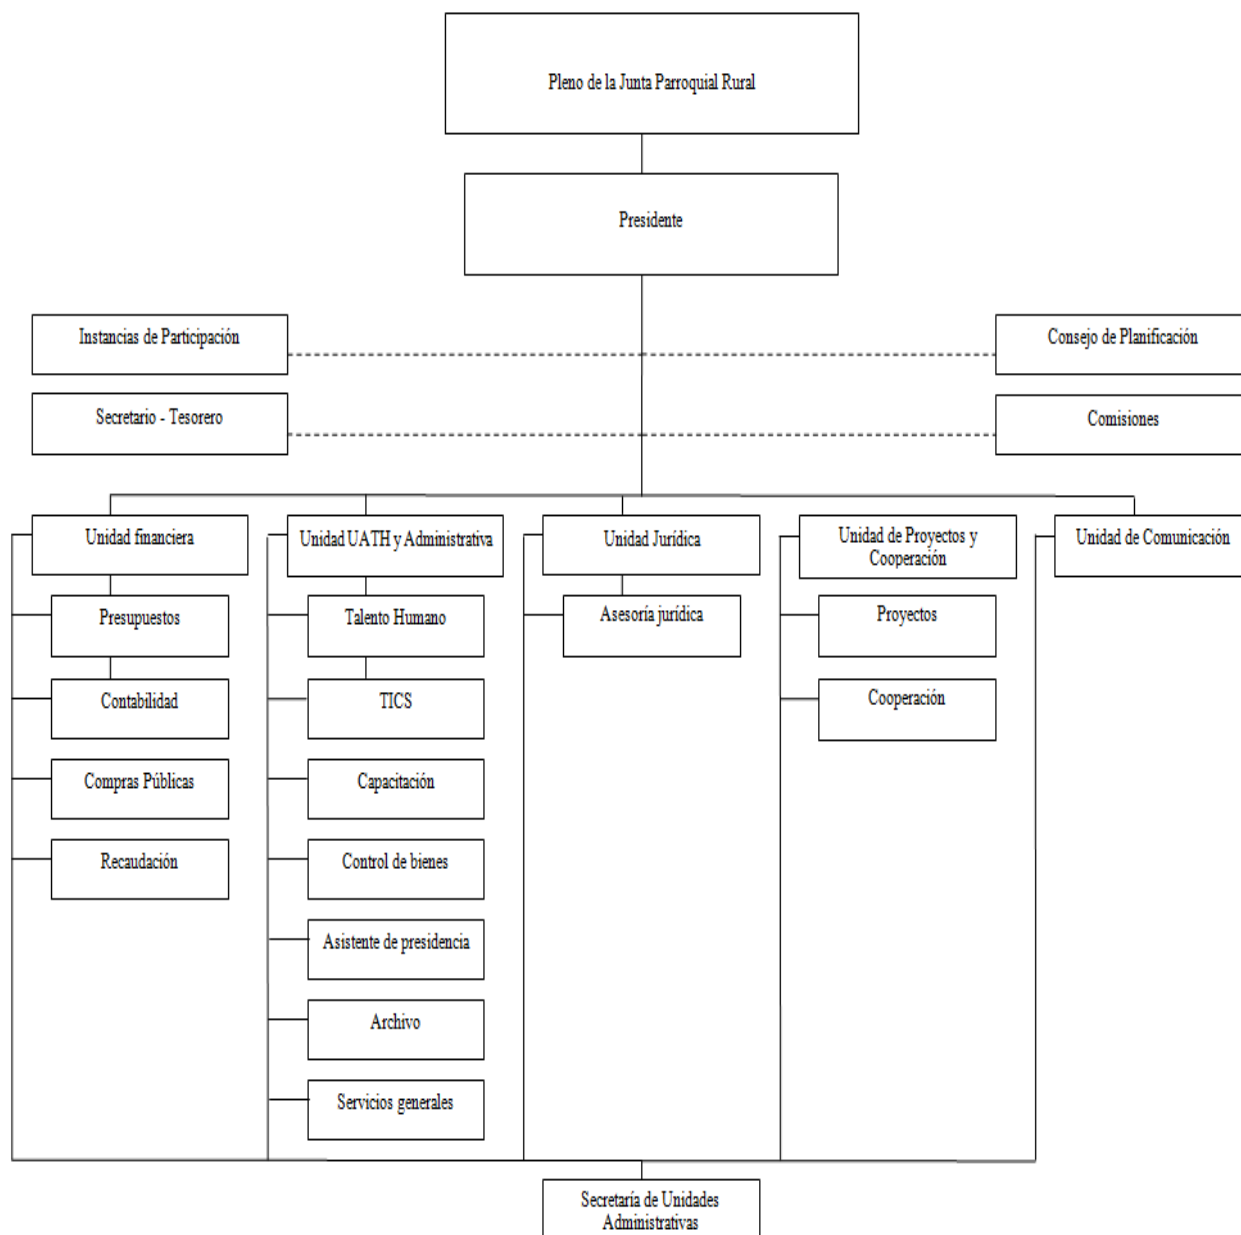 Pleno de la Junta Parroquial Rural
Presidente
Instancias de Participación
Consejo de Planificación
Secretario - Tesorero
Comisiones
Unidad financiera
Unidad UATH y Administrativa
Unidad Jurídica
Unidad de Proyectos y
Cooperación
Unidad de Comunicación
Presupuestos
Talento Humano
Asesoría jurídica
Proyectos
Contabilidad
TICS
Cooperación
Compras Públicas
Capacitación
Recaudación
Control de bienes
Asistente de presidencia
Archivo
Servicios generales
Secretaría de Unidades
Administrativas